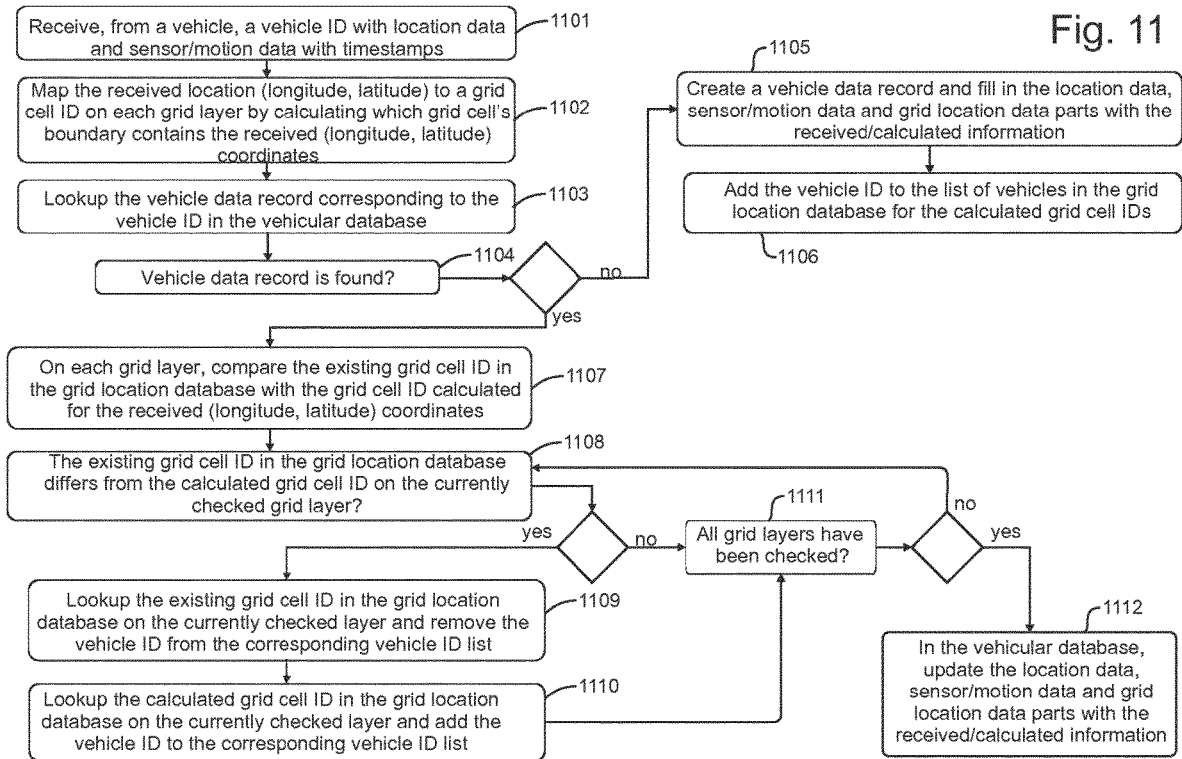 Fig. 11
Receive, from a vehicle, a vehicle ID with location data
and sensor/motion data with timestamps
1101
Map the received location (longitude, latitude) to a grid
cell ID on each grid layer by calculating which grid cell's
boundary contains the received (longitude, latitude)
coordinates
1102
Lookup the vehicle data record corresponding to the
vehicle ID in the vehicular database
1103
Vehicle data record is found?
1104
no
yes
1105
Create a vehicle data record and fill in the location data,
sensor/motion data and grid location data parts with the
received/calculated information
Add the vehicle ID to the list of vehicles in the grid
location database for the calculated grid cell IDs
1106
On each grid layer, compare the existing grid cell ID in
the grid location database with the grid cell ID calculated
for the received (longitude, latitude) coordinates
1107
1108
The existing grid cell ID in the grid location database
differs from the calculated grid cell ID on the currently
checked grid layer?
yes
no
1111
All grid layers have
been checked?
no
yes
Lookup the existing grid cell ID in the grid location
database on the currently checked layer and remove the
vehicle ID from the corresponding vehicle ID list
1109
Lookup the calculated grid cell ID in the grid location
database on the currently checked layer and add the
vehicle ID to the corresponding vehicle ID list
1110
1112
In the vehicular database,
update the location data,
sensor/motion data and grid
location data parts with the
received/calculated information